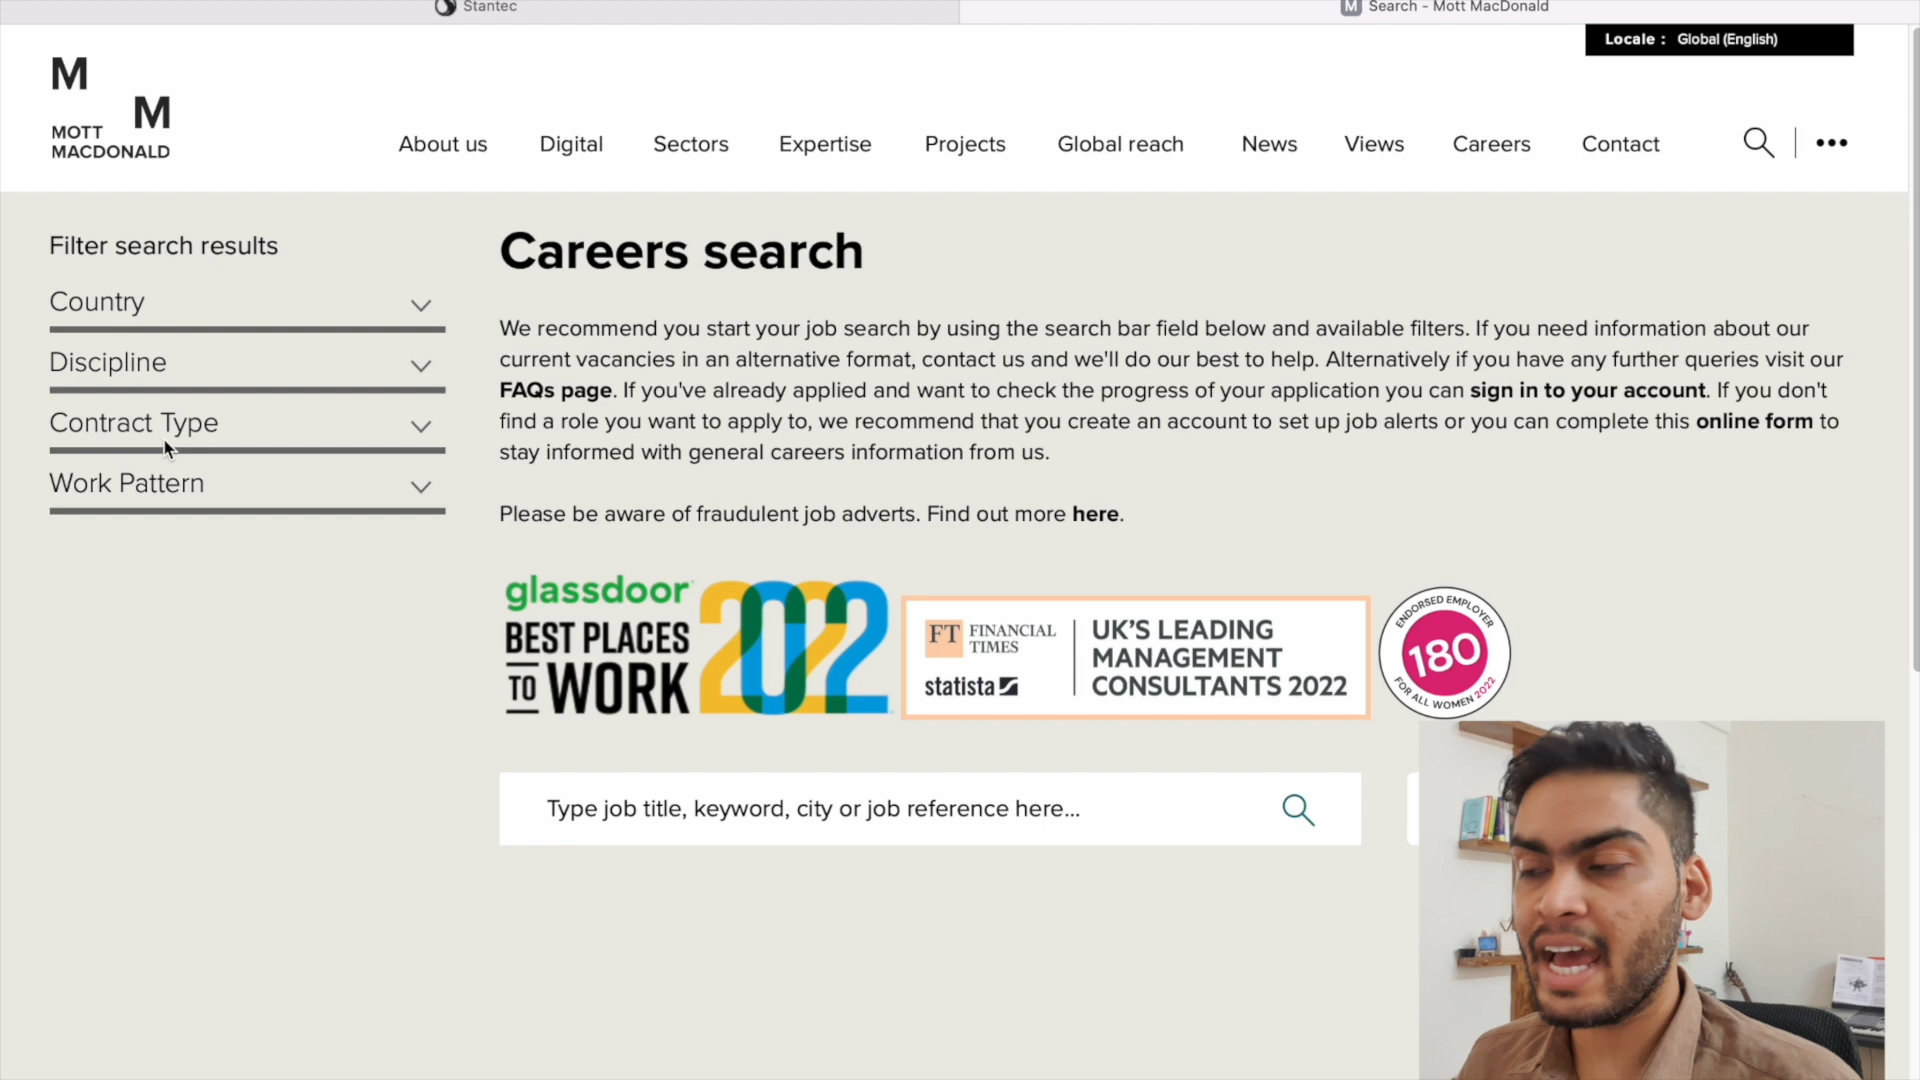 Stantec
Search - Mott MacDonald
Locale : Global (English)
M
M
MOTT
MACDONALD
About us
Digital
Sectors
Expertise
Projects
Global reach
News
Views
Careers
Contact
Filter search results
Country
Discipline
Contract Type
Work Pattern
Careers search
We recommend you start your job search by using the search bar field below and available filters. If you need information about our
current vacancies in an alternative format, contact us and we'll do our best to help. Alternatively if you have any further queries visit our
FAQs page. If you've already applied and want to check the progress of your application you can sign in to your account. If you don't
find a role you want to apply to, we recommend that you create an account to set up job alerts or you can complete this online form to
stay informed with general careers information from us.
Please be aware of fraudulent job adverts. Find out more here.
glassdoor
BEST PLACES
TO WORK
2022
FT FINANCIAL
TIMES
statista
UK'S LEADING
MANAGEMENT
CONSULTANTS 2022
ENDORSED EMPLOYER
180
FOR ALL WOMEN 2022
Type job title, keyword, city or job reference here...